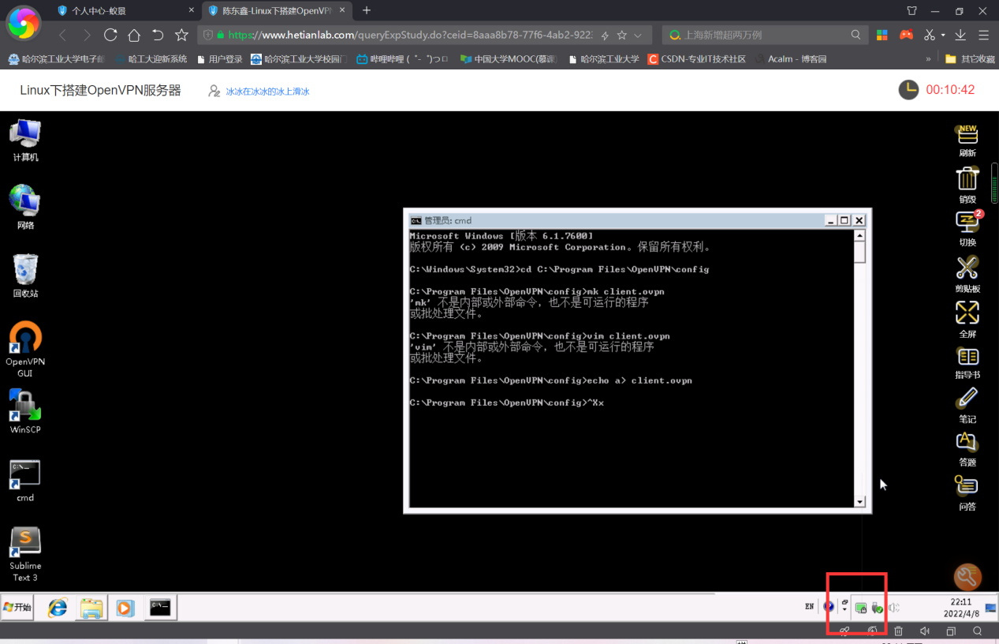 个人中心-蚁景
陈东鑫-Linux下搭建OpenVPN
https://www.hetianlab.com/queryExpStudy.do?ceid=8aaa8b78-77f6-4ab2-922
上海新增超两万例
哈尔滨工业大学电子邮
哈工大迎新系统
用户登录
哈尔滨工业大学校园门
哔哩哔哩 ( ゜- ゜)つロ
中国大学MOOC(慕课
哈尔滨工业大学
CSDN-专业IT技术社区
Acalm - 博客园
»
其它收藏
Linux下搭建OpenVPN服务器
冰冰在冰冰的冰上滑冰
00:10:42
计算机
网络
回收站
OpenVPN
GUI
WinSCP
cmd
Sublime
Text 3
管理员: cmd
Microsoft Windows [版本 6.1.7600]
版权所有 (c) 2009 Microsoft Corporation。保留所有权利。
C:\Windows\System32>cd C:\Program Files\OpenVPN\config
C:\Program Files\OpenVPN\config>mk client.ovpn
'mk' 不是内部或外部命令，也不是可运行的程序
或批处理文件。
C:\Program Files\OpenVPN\config>vim client.ovpn
'vim' 不是内部或外部命令，也不是可运行的程序
或批处理文件。
C:\Program Files\OpenVPN\config>echo a> client.ovpn
C:\Program Files\OpenVPN\config>^Xx
NEW
刷新
销毁
2
切换
剪贴板
全屏
指导书
笔记
答题
问答
开始
EN
22:11
2022/4/8